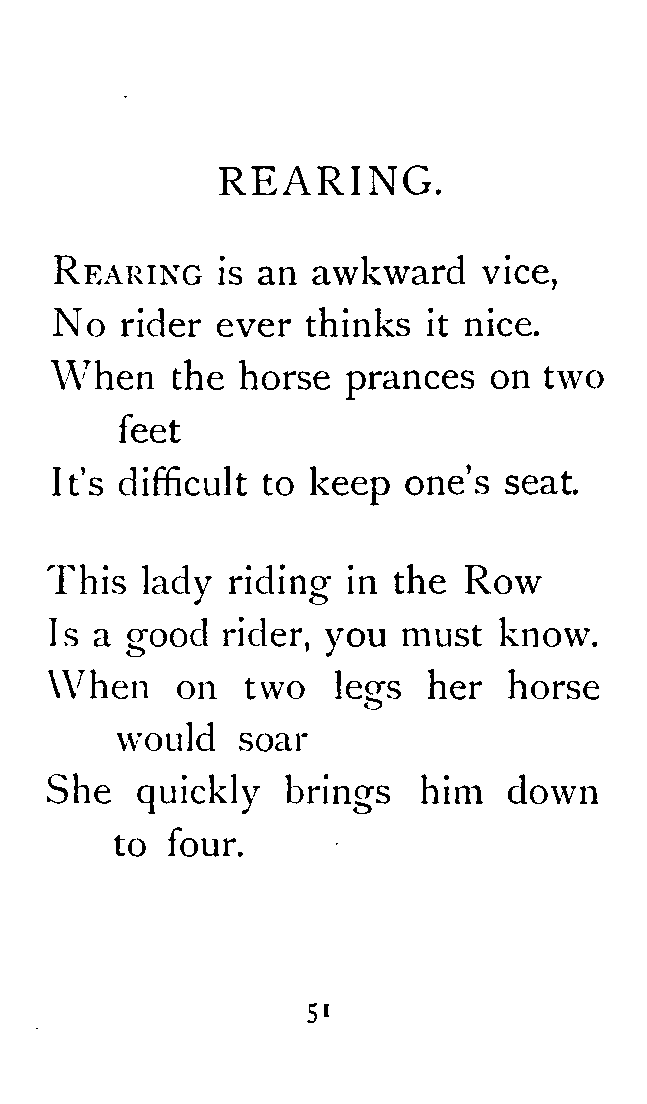 REARING.
REARING is an awkward vice,
No rider ever thinks it nice.
When the horse prances on two
feet
It's difficult to keep one's seat.
This lady riding in the Row
Is a good rider, you must know.
When on two legs her horse
would soar
She quickly brings him down
to four.
51